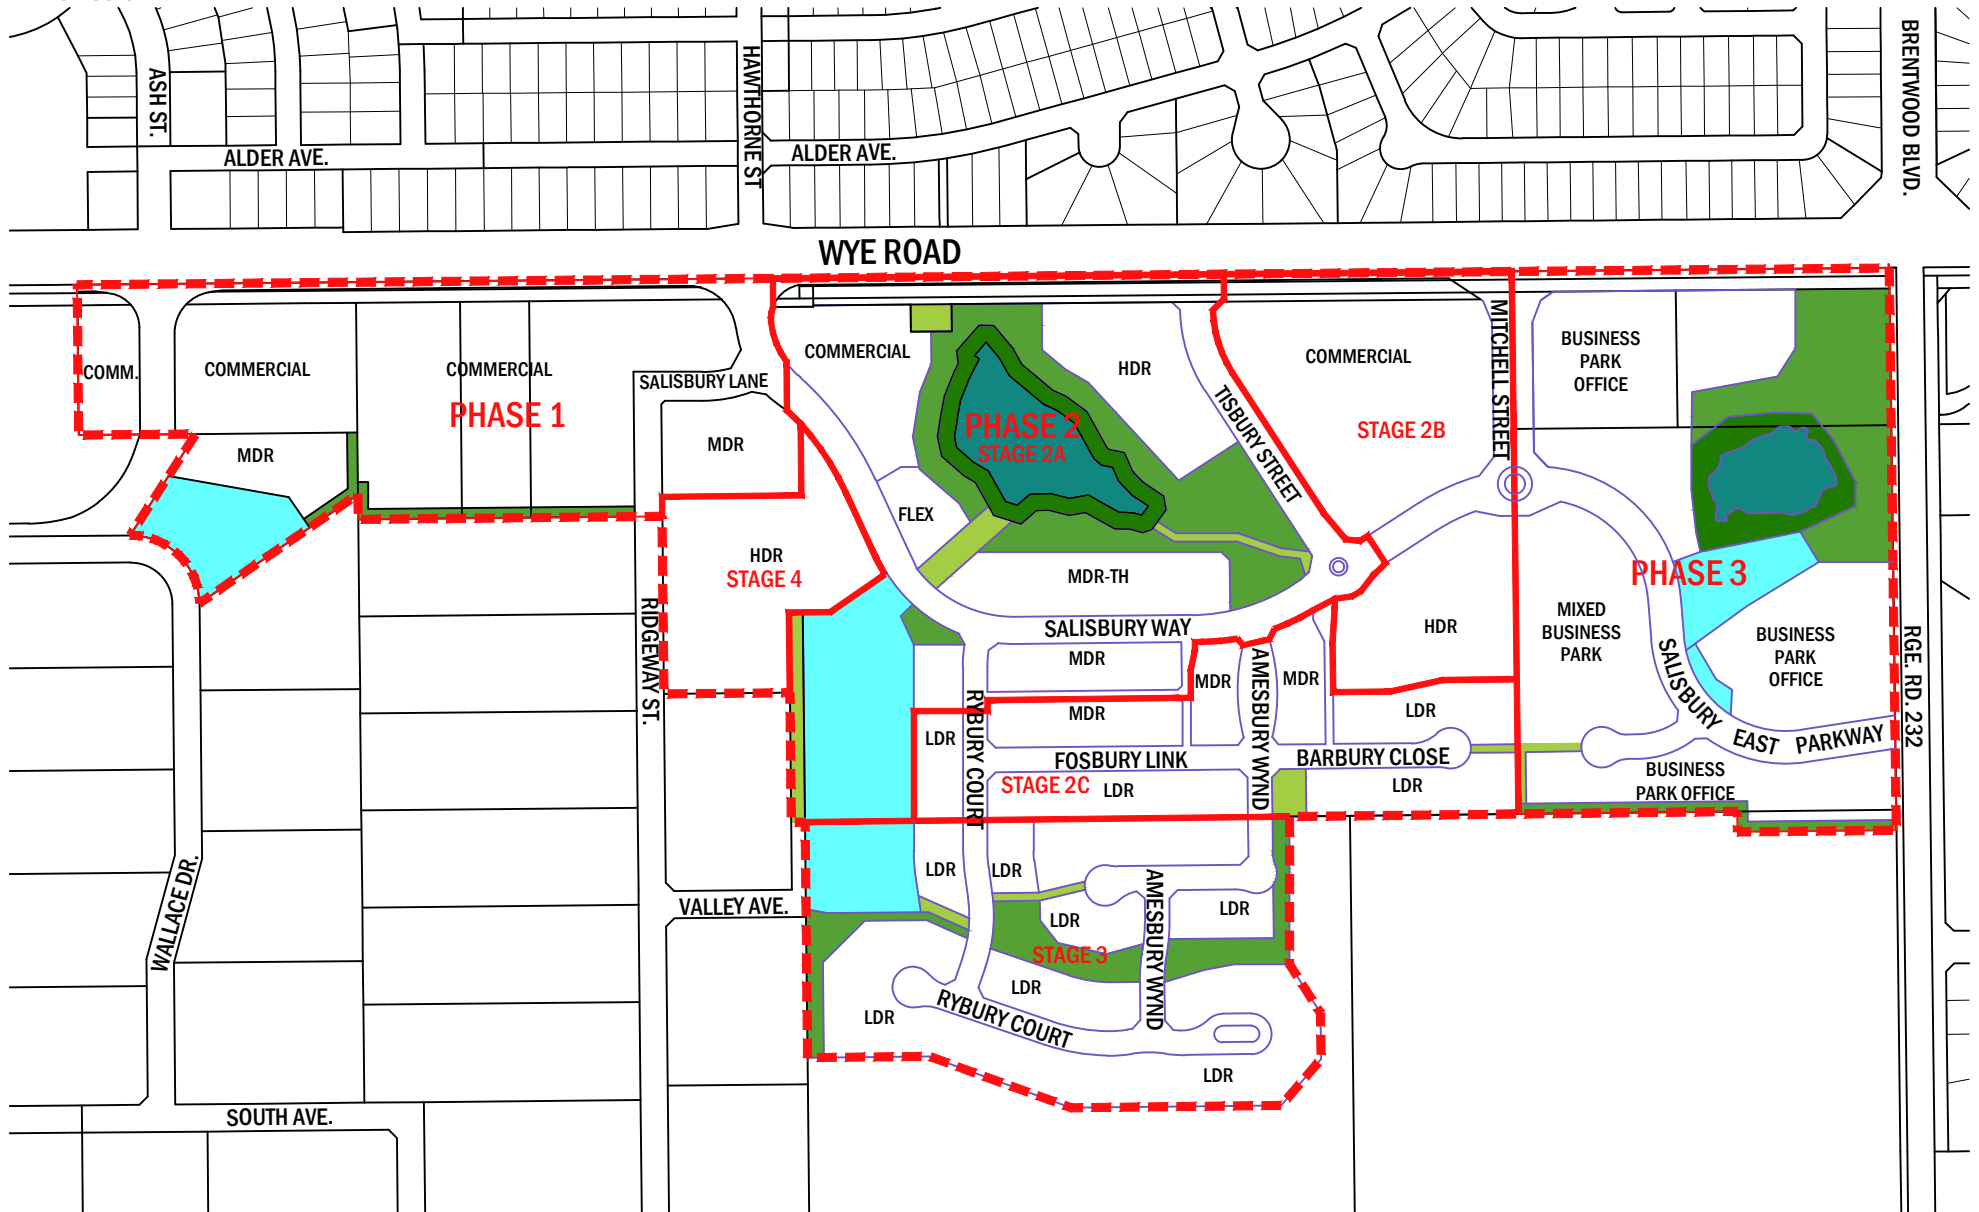 ASH ST.
HAWTHORNE ST
BRENTWOOD BLVD.
ALDER AVE.
ALDER AVE.
WYE ROAD
COMM.
COMMERCIAL
COMMERCIAL
PHASE 1
MDR
SALISBURY LANE
MDR
COMMERCIAL
HDR
PHASE 2
STAGE 2A
TISBURY STREET
COMMERCIAL
STAGE 2B
MITCHELL STREET
BUSINESS
PARK
OFFICE
FLEX
HDR
STAGE 4
MDR-TH
PHASE 3
RIDGEWAY ST.
SALISBURY WAY
HDR
MIXED
BUSINESS
PARK
BUSINESS
PARK
OFFICE
RGE. RD. 232
MDR
MDR
AMESBURY WYND
MDR
RYBURY COURT
MDR
LDR
LDR
SALISBURY EAST PARKWAY
FOSBURY LINK
BARBURY CLOSE
STAGE 2C
LDR
LDR
BUSINESS
PARK OFFICE
WALLACE DR.
VALLEY AVE.
LDR
LDR
LDR
AMESBURY WYND
LDR
STAGE 3
LDR
LDR
RYBURY COURT
LDR
SOUTH AVE.